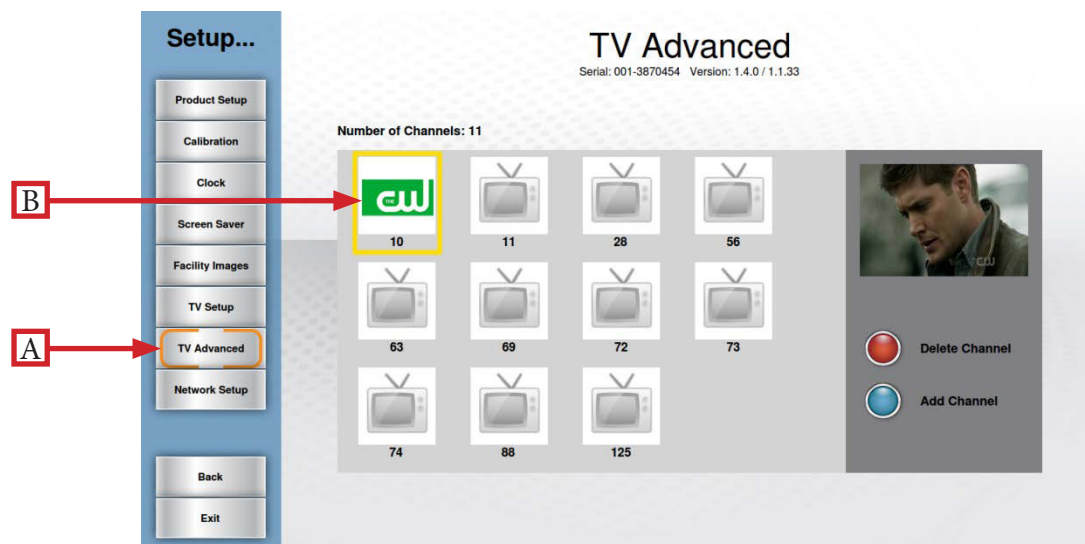 Setup...
Product Setup
Calibration
Clock
Screen Saver
Facility Images
TV Setup
TV Advanced
Network Setup
Back
Exit
B
A
TV Advanced
Serial: 001-3870454 Version: 1.4.0 / 1.1.33
Number of Channels: 11
THE CW
10 11 28 56
63 69 72 73
74 88 125
CW
Delete Channel
Add Channel